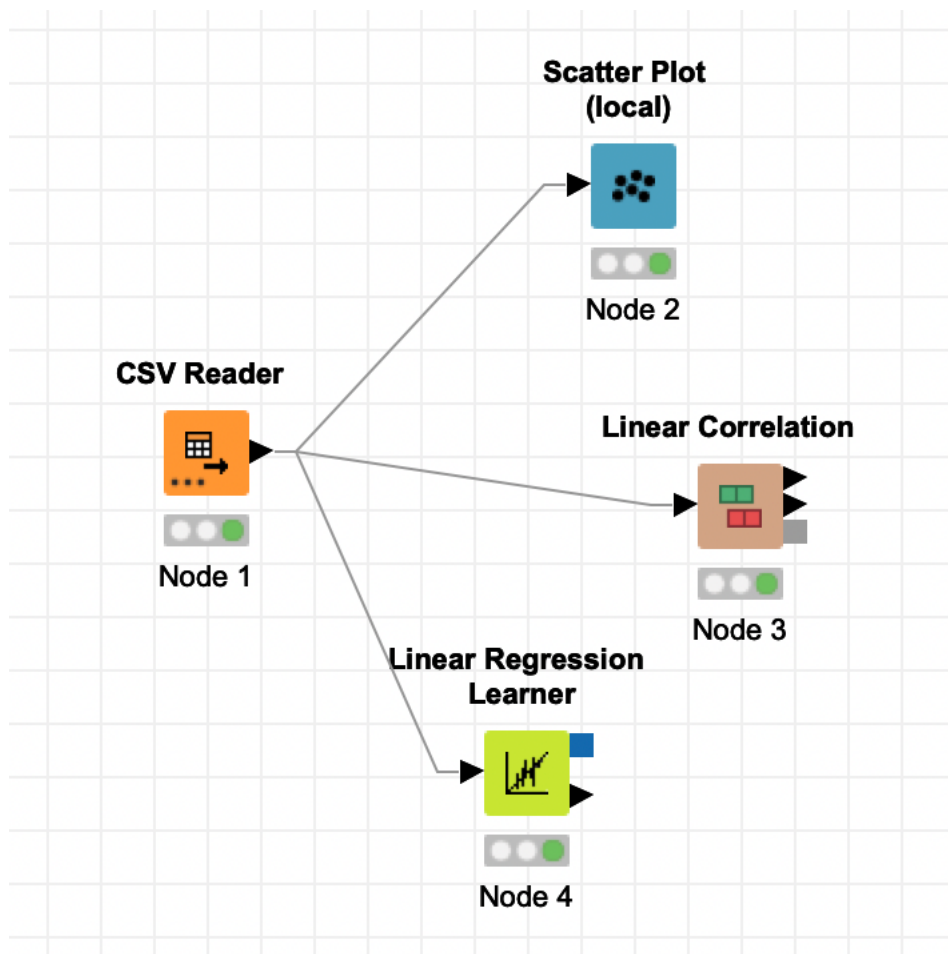 Scatter Plot
(local)
Node 2
CSV Reader
Node 1
Linear Correlation
Node 3
Linear Regression
Learner
Node 4